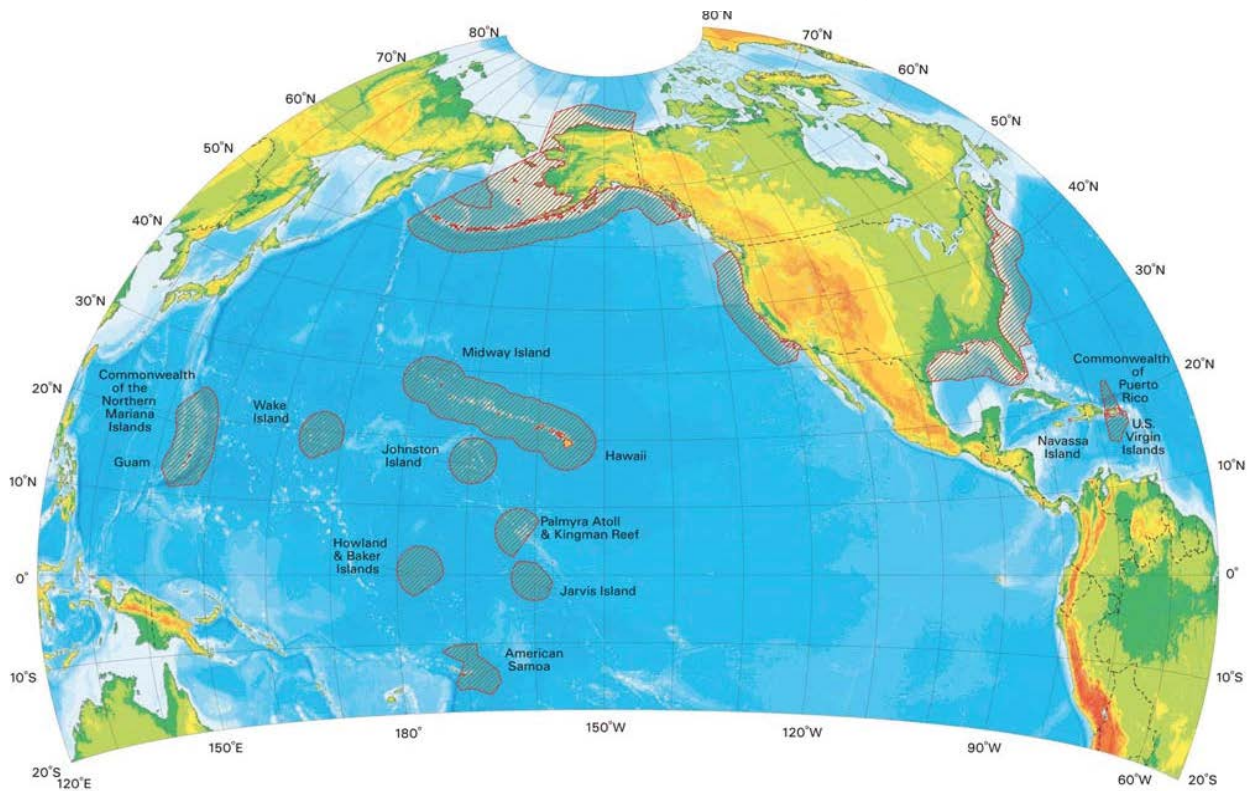 80°N
80°N
70°N
70°N
60°N
60°N
50°N
50°N
40°N
40°N
30°N
30°N
20°N
20°N
10°N
10°N
0°
0°
10°S
10°S
20°S
20°S
120°E
150°E
180°
150°W
120°W
90°W
60°W
Midway Island
Commonwealth
of the
Northern
Mariana
Islands
Guam
Wake
Island
Johnston
Island
Hawaii
Palmyra Atoll
& Kingman Reef
Howland
& Baker
Islands
Jarvis Island
American
Samoa
Commonwealth
of
Puerto
Rico
U.S.
Virgin
Islands
Navassa
Island